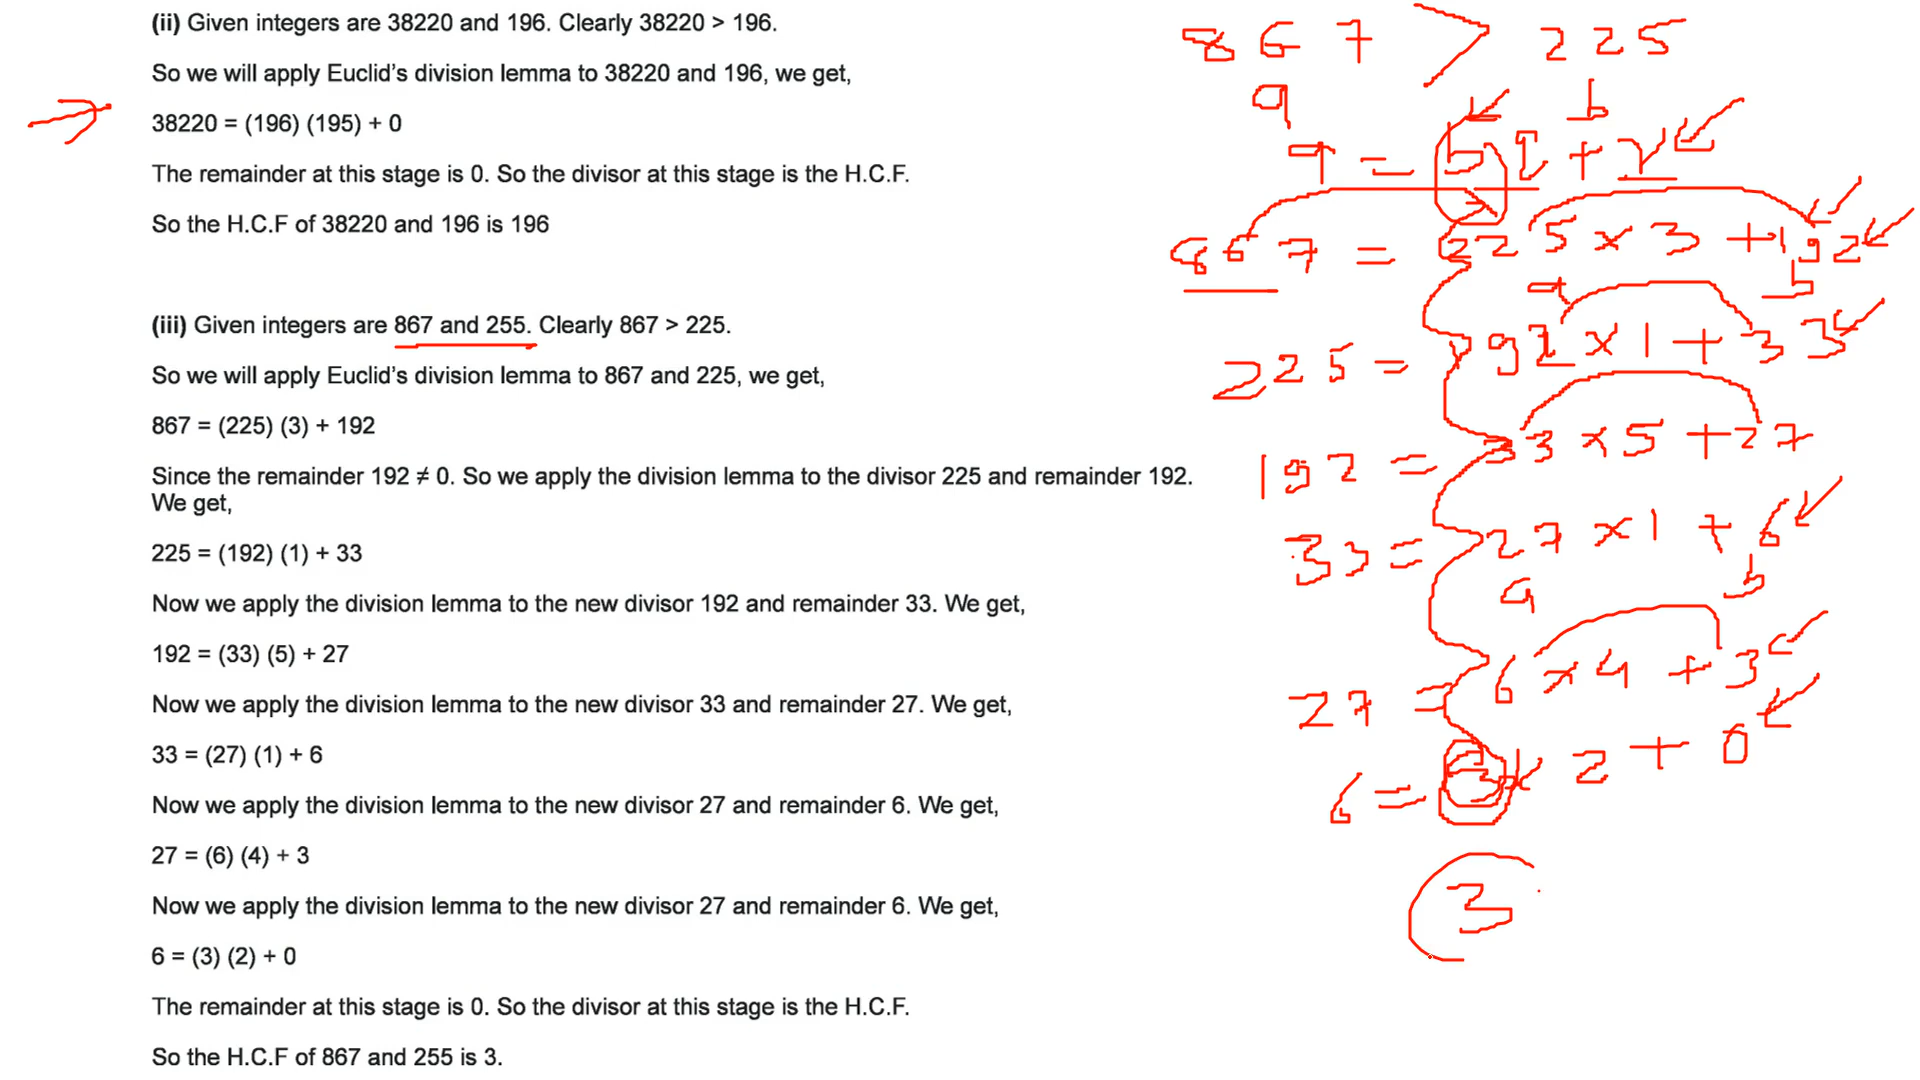 (ii) Given integers are 38220 and 196. Clearly 38220 > 196.
So we will apply Euclid’s division lemma to 38220 and 196, we get,
38220 = (196) (195) + 0
The remainder at this stage is 0. So the divisor at this stage is the H.C.F.
So the H.C.F of 38220 and 196 is 196
(iii) Given integers are 867 and 255. Clearly 867 > 225.
So we will apply Euclid’s division lemma to 867 and 225, we get,
867 = (225) (3) + 192
Since the remainder 192 ≠ 0. So we apply the division lemma to the divisor 225 and remainder 192.
We get,
225 = (192) (1) + 33
Now we apply the division lemma to the new divisor 192 and remainder 33. We get,
192 = (33) (5) + 27
Now we apply the division lemma to the new divisor 33 and remainder 27. We get,
33 = (27) (1) + 6
Now we apply the division lemma to the new divisor 27 and remainder 6. We get,
27 = (6) (4) + 3
Now we apply the division lemma to the new divisor 27 and remainder 6. We get,
6 = (3) (2) + 0
The remainder at this stage is 0. So the divisor at this stage is the H.C.F.
So the H.C.F of 867 and 255 is 3.
867 > 225
a b
a = b q + r
867 = 225 x 3 + 192
a b
225 = 192 x 1 + 33
192 = 33 x 5 + 27
33 = 27 x 1 + 6
a b
27 = 6 x 4 + 3
6 = 3 x 2 + 0
3